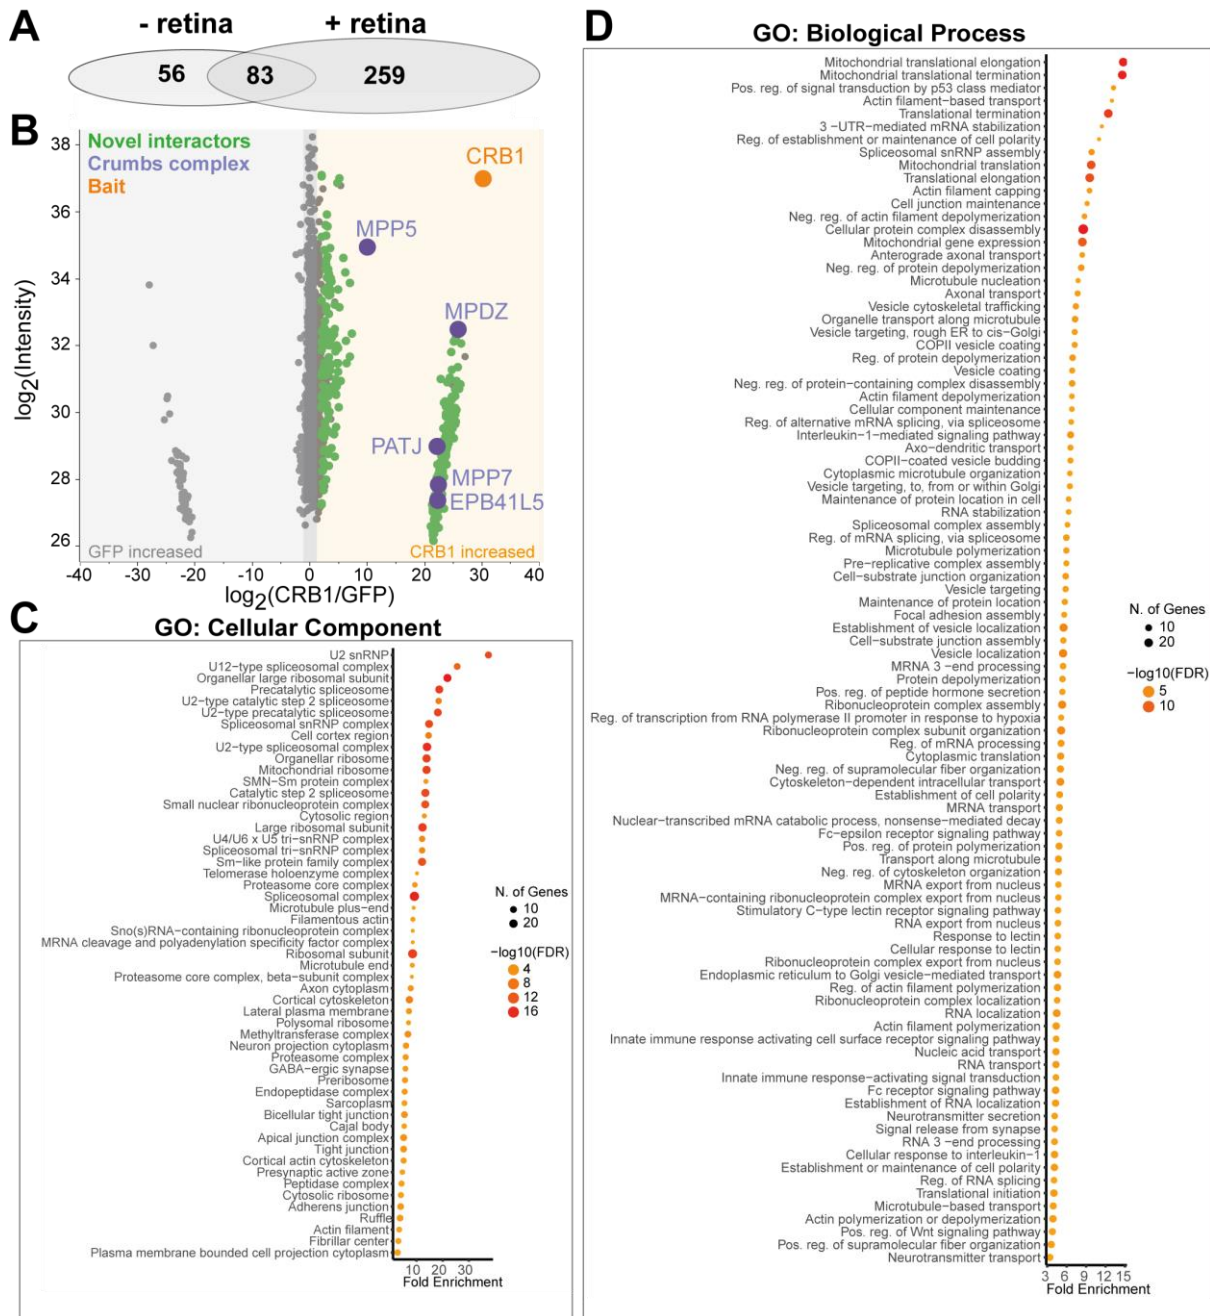 A
- retina
+ retina
56
83
259
B
Novel interactors
Crumbs complex
Bait
CRB1
MPP5
MPDZ
PATJ
MPP7
EPB41L5
GFP increased
CRB1 increased
38
36
34
32
30
28
26
log2(Intensity)
-40
-30
-20
-10
0
10
20
30
40
log2(CRB1/GFP)
C
GO: Cellular Component
U2 snRNP
U12-type spliceosomal complex
Organellar large ribosomal subunit
Precatalytic spliceosome
U2-type catalytic step 2 spliceosome
U2-type precatalytic spliceosome
Spliceosomal snRNP complex
Cell cortex region
U2-type spliceosomal complex
Organellar ribosome
Mitochondrial ribosome
SMN-Sm protein complex
Catalytic step 2 spliceosome
Small nuclear ribonucleoprotein complex
Cytosolic region
Large ribosomal subunit
U4/U6 x U5 tri-snRNP complex
Spliceosomal tri-snRNP complex
Sm-like protein family complex
Telomerase holoenzyme complex
Proteasome core complex
Spliceosomal complex
Microtubule plus-end
Filamentous actin
Sno(s)RNA-containing ribonucleoprotein complex
MRNA cleavage and polyadenylation specificity factor complex
Ribosomal subunit
Microtubule end
Proteasome core complex, beta-subunit complex
Axon cytoplasm
Cortical cytoskeleton
Lateral plasma membrane
Polysomal ribosome
Methyltransferase complex
Neuron projection cytoplasm
Proteasome complex
GABA-ergic synapse
Preribosome
Endopeptidase complex
Sarcoplasm
Bicellular tight junction
Cajal body
Apical junction complex
Tight junction
Cortical actin cytoskeleton
Presynaptic active zone
Peptidase complex
Cytosolic ribosome
Adherens junction
Ruffle
Actin filament
Fibrillar center
Plasma membrane bounded cell projection cytoplasm
10 20 30
Fold Enrichment
N. of Genes
10
20
-log10(FDR)
4
8
12
16
D
GO: Biological Process
Mitochondrial translational elongation
Mitochondrial translational termination
Pos. reg. of signal transduction by p53 class mediator
Actin filament-based transport
Translational termination
3 -UTR-mediated mRNA stabilization
Reg. of establishment or maintenance of cell polarity
Spliceosomal snRNP assembly
Mitochondrial translation
Translational elongation
Actin filament capping
Cell junction maintenance
Neg. reg. of actin filament depolymerization
Cellular protein complex disassembly
Mitochondrial gene expression
Anterograde axonal transport
Neg. reg. of protein depolymerization
Microtubule nucleation
Axonal transport
Vesicle cytoskeletal trafficking
Organelle transport along microtubule
Vesicle targeting, rough ER to cis-Golgi
COPII vesicle coating
Reg. of protein depolymerization
Vesicle coating
Neg. reg. of protein-containing complex disassembly
Actin filament depolymerization
Cellular component maintenance
Reg. of alternative mRNA splicing, via spliceosome
Interleukin-1-mediated signaling pathway
Axo-dendritic transport
COPII-coated vesicle budding
Cytoplasmic microtubule organization
Vesicle targeting, to, from or within Golgi
Maintenance of protein location in cell
RNA stabilization
Spliceosomal complex assembly
Reg. of mRNA splicing, via spliceosome
Microtubule polymerization
Pre-replicative complex assembly
Cell-substrate junction organization
Vesicle targeting
Maintenance of protein location
Focal adhesion assembly
Establishment of vesicle localization
Cell-substrate junction assembly
Vesicle localization
MRNA 3 -end processing
Protein depolymerization
Pos. reg. of peptide hormone secretion
Ribonucleoprotein complex assembly
Reg. of transcription from RNA polymerase II promoter in response to hypoxia
Ribonucleoprotein complex subunit organization
Reg. of mRNA processing
Cytoplasmic translation
Neg. reg. of supramolecular fiber organization
Cytoskeleton-dependent intracellular transport
Establishment of cell polarity
MRNA transport
Nuclear-transcribed mRNA catabolic process, nonsense-mediated decay
Fc-epsilon receptor signaling pathway
Pos. reg. of protein polymerization
Transport along microtubule
Neg. reg. of cytoskeleton organization
MRNA export from nucleus
MRNA-containing ribonucleoprotein complex export from nucleus
Stimulatory C-type lectin receptor signaling pathway
RNA export from nucleus
Response to lectin
Cellular response to lectin
Ribonucleoprotein complex export from nucleus
Endoplasmic reticulum to Golgi vesicle-mediated transport
Reg. of actin filament polymerization
Ribonucleoprotein complex localization
RNA localization
Actin filament polymerization
Innate immune response activating cell surface receptor signaling pathway
Nucleic acid transport
RNA transport
Innate immune response-activating signal transduction
Fc receptor signaling pathway
Establishment of RNA localization
Neurotransmitter secretion
Signal release from synapse
RNA 3 -end processing
Cellular response to interleukin-1
Establishment or maintenance of cell polarity
Reg. of RNA splicing
Translational initiation
Microtubule-based transport
Actin polymerization or depolymerization
Pos. reg. of Wnt signaling pathway
Pos. reg. of supramolecular fiber organization
Neurotransmitter transport
3 6 9 12 15
Fold Enrichment
N. of Genes
10
20
-log10(FDR)
5
10